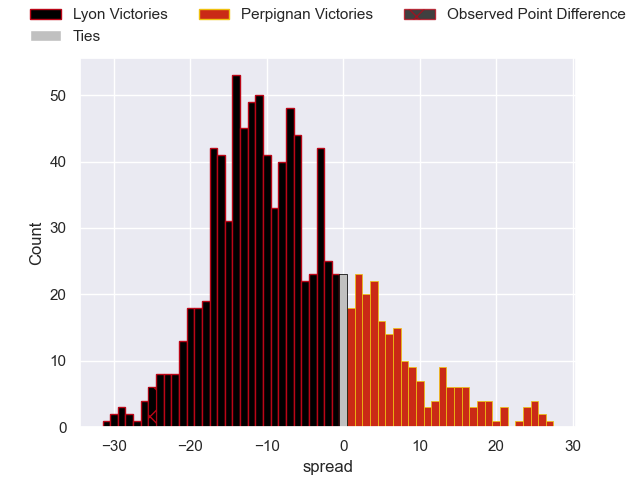 Lyon Victories
Perpignan Victories
Observed Point Difference
Ties
50
40
30
20
10
0
Count
−30
−20
−10
0
10
20
30
spread